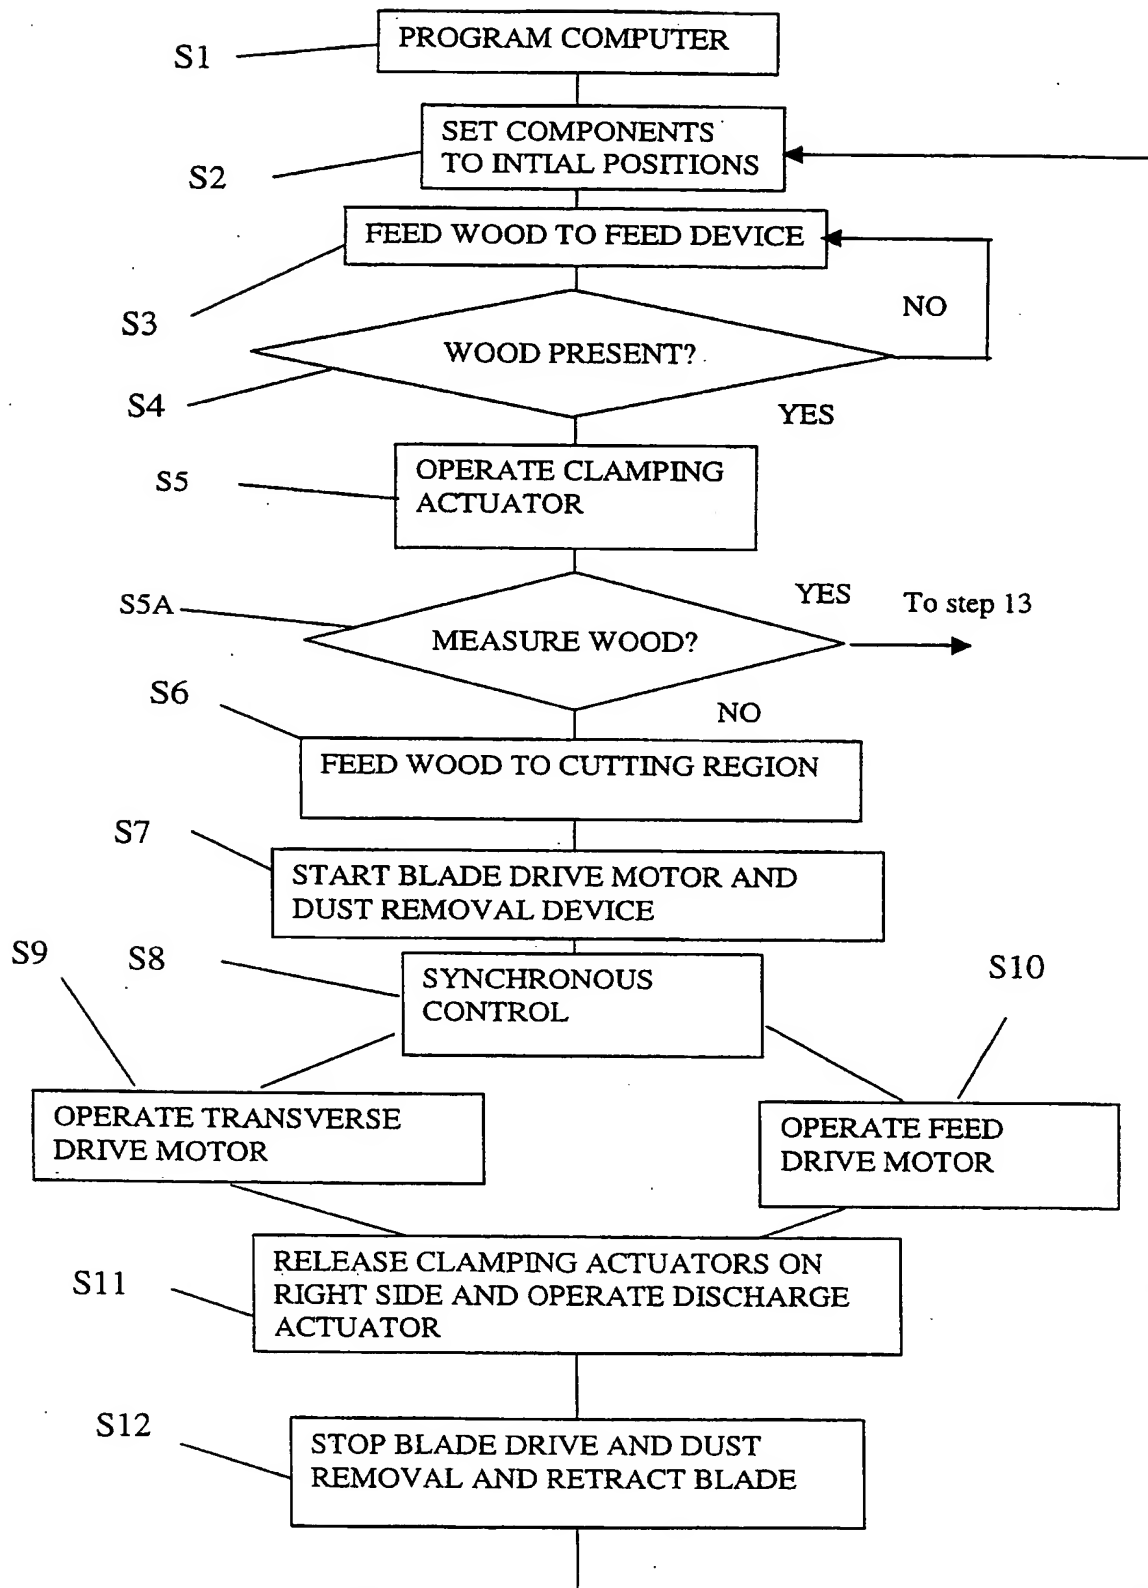 PROGRAM COMPUTER
S1
SET COMPONENTS
TO INTIAL POSITIONS
S2
FEED WOOD TO FEED DEVICE
S3
NO
WOOD PRESENT?
S4
YES
S5
OPERATE CLAMPING
ACTUATOR
S5A
YES
To step 13
MEASURE WOOD?
S6
NO
FEED WOOD TO CUTTING REGION
S7
START BLADE DRIVE MOTOR AND
DUST REMOVAL DEVICE
S9
S8
SYNCHRONOUS
CONTROL
S10
OPERATE TRANSVERSE
DRIVE MOTOR
OPERATE FEED
DRIVE MOTOR
S11
RELEASE CLAMPING ACTUATORS ON
RIGHT SIDE AND OPERATE DISCHARGE
ACTUATOR
S12
STOP BLADE DRIVE AND DUST
REMOVAL AND RETRACT BLADE